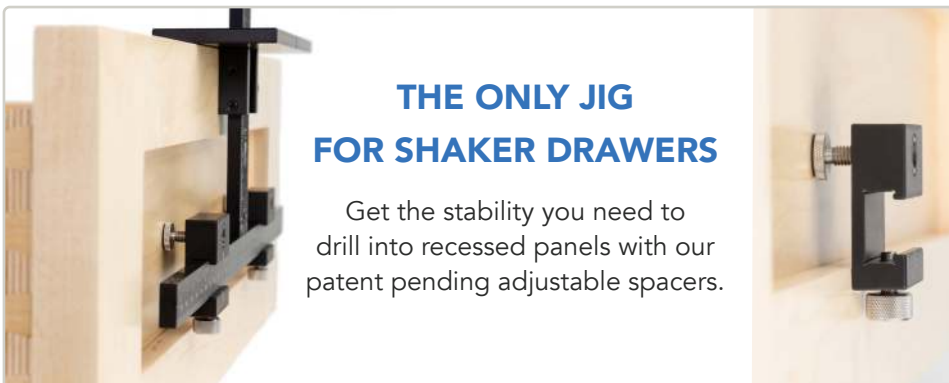 THE ONLY JIG
FOR SHAKER DRAWERS
Get the stability you need to
drill into recessed panels with our
patent pending adjustable spacers.